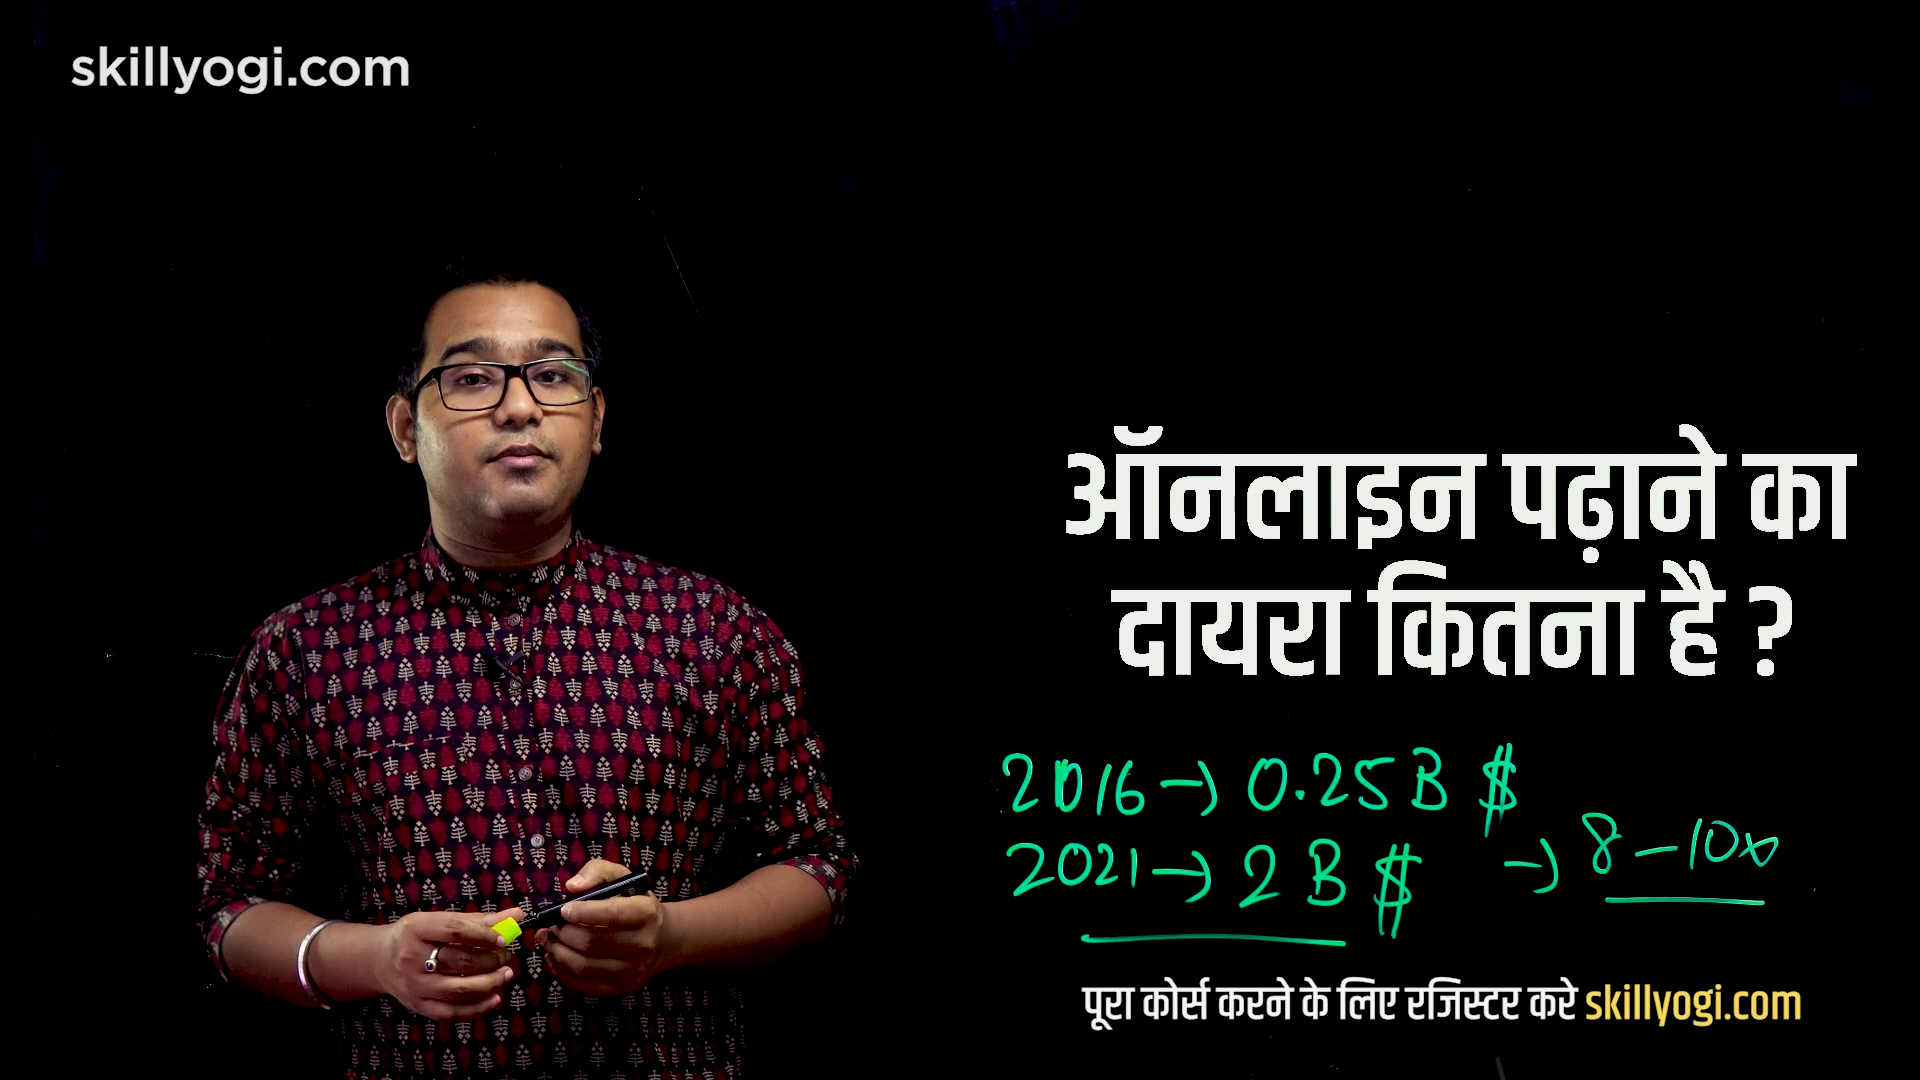 skillyogi.com
ऑनलाइन पढ़ाने का
दायरा कितना है ?
2016 → 0.25 B $
2021 → 2 B $ → 8 – 10x
पूरा कोर्स करने के लिए रजिस्टर करे skillyogi.com